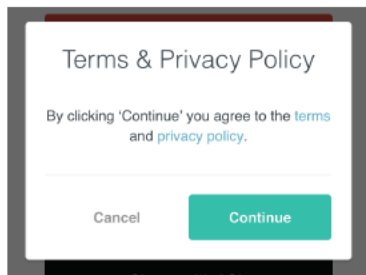 Terms & Privacy Policy
By clicking 'Continue' you agree to the terms
and privacy policy.
Cancel
Continue